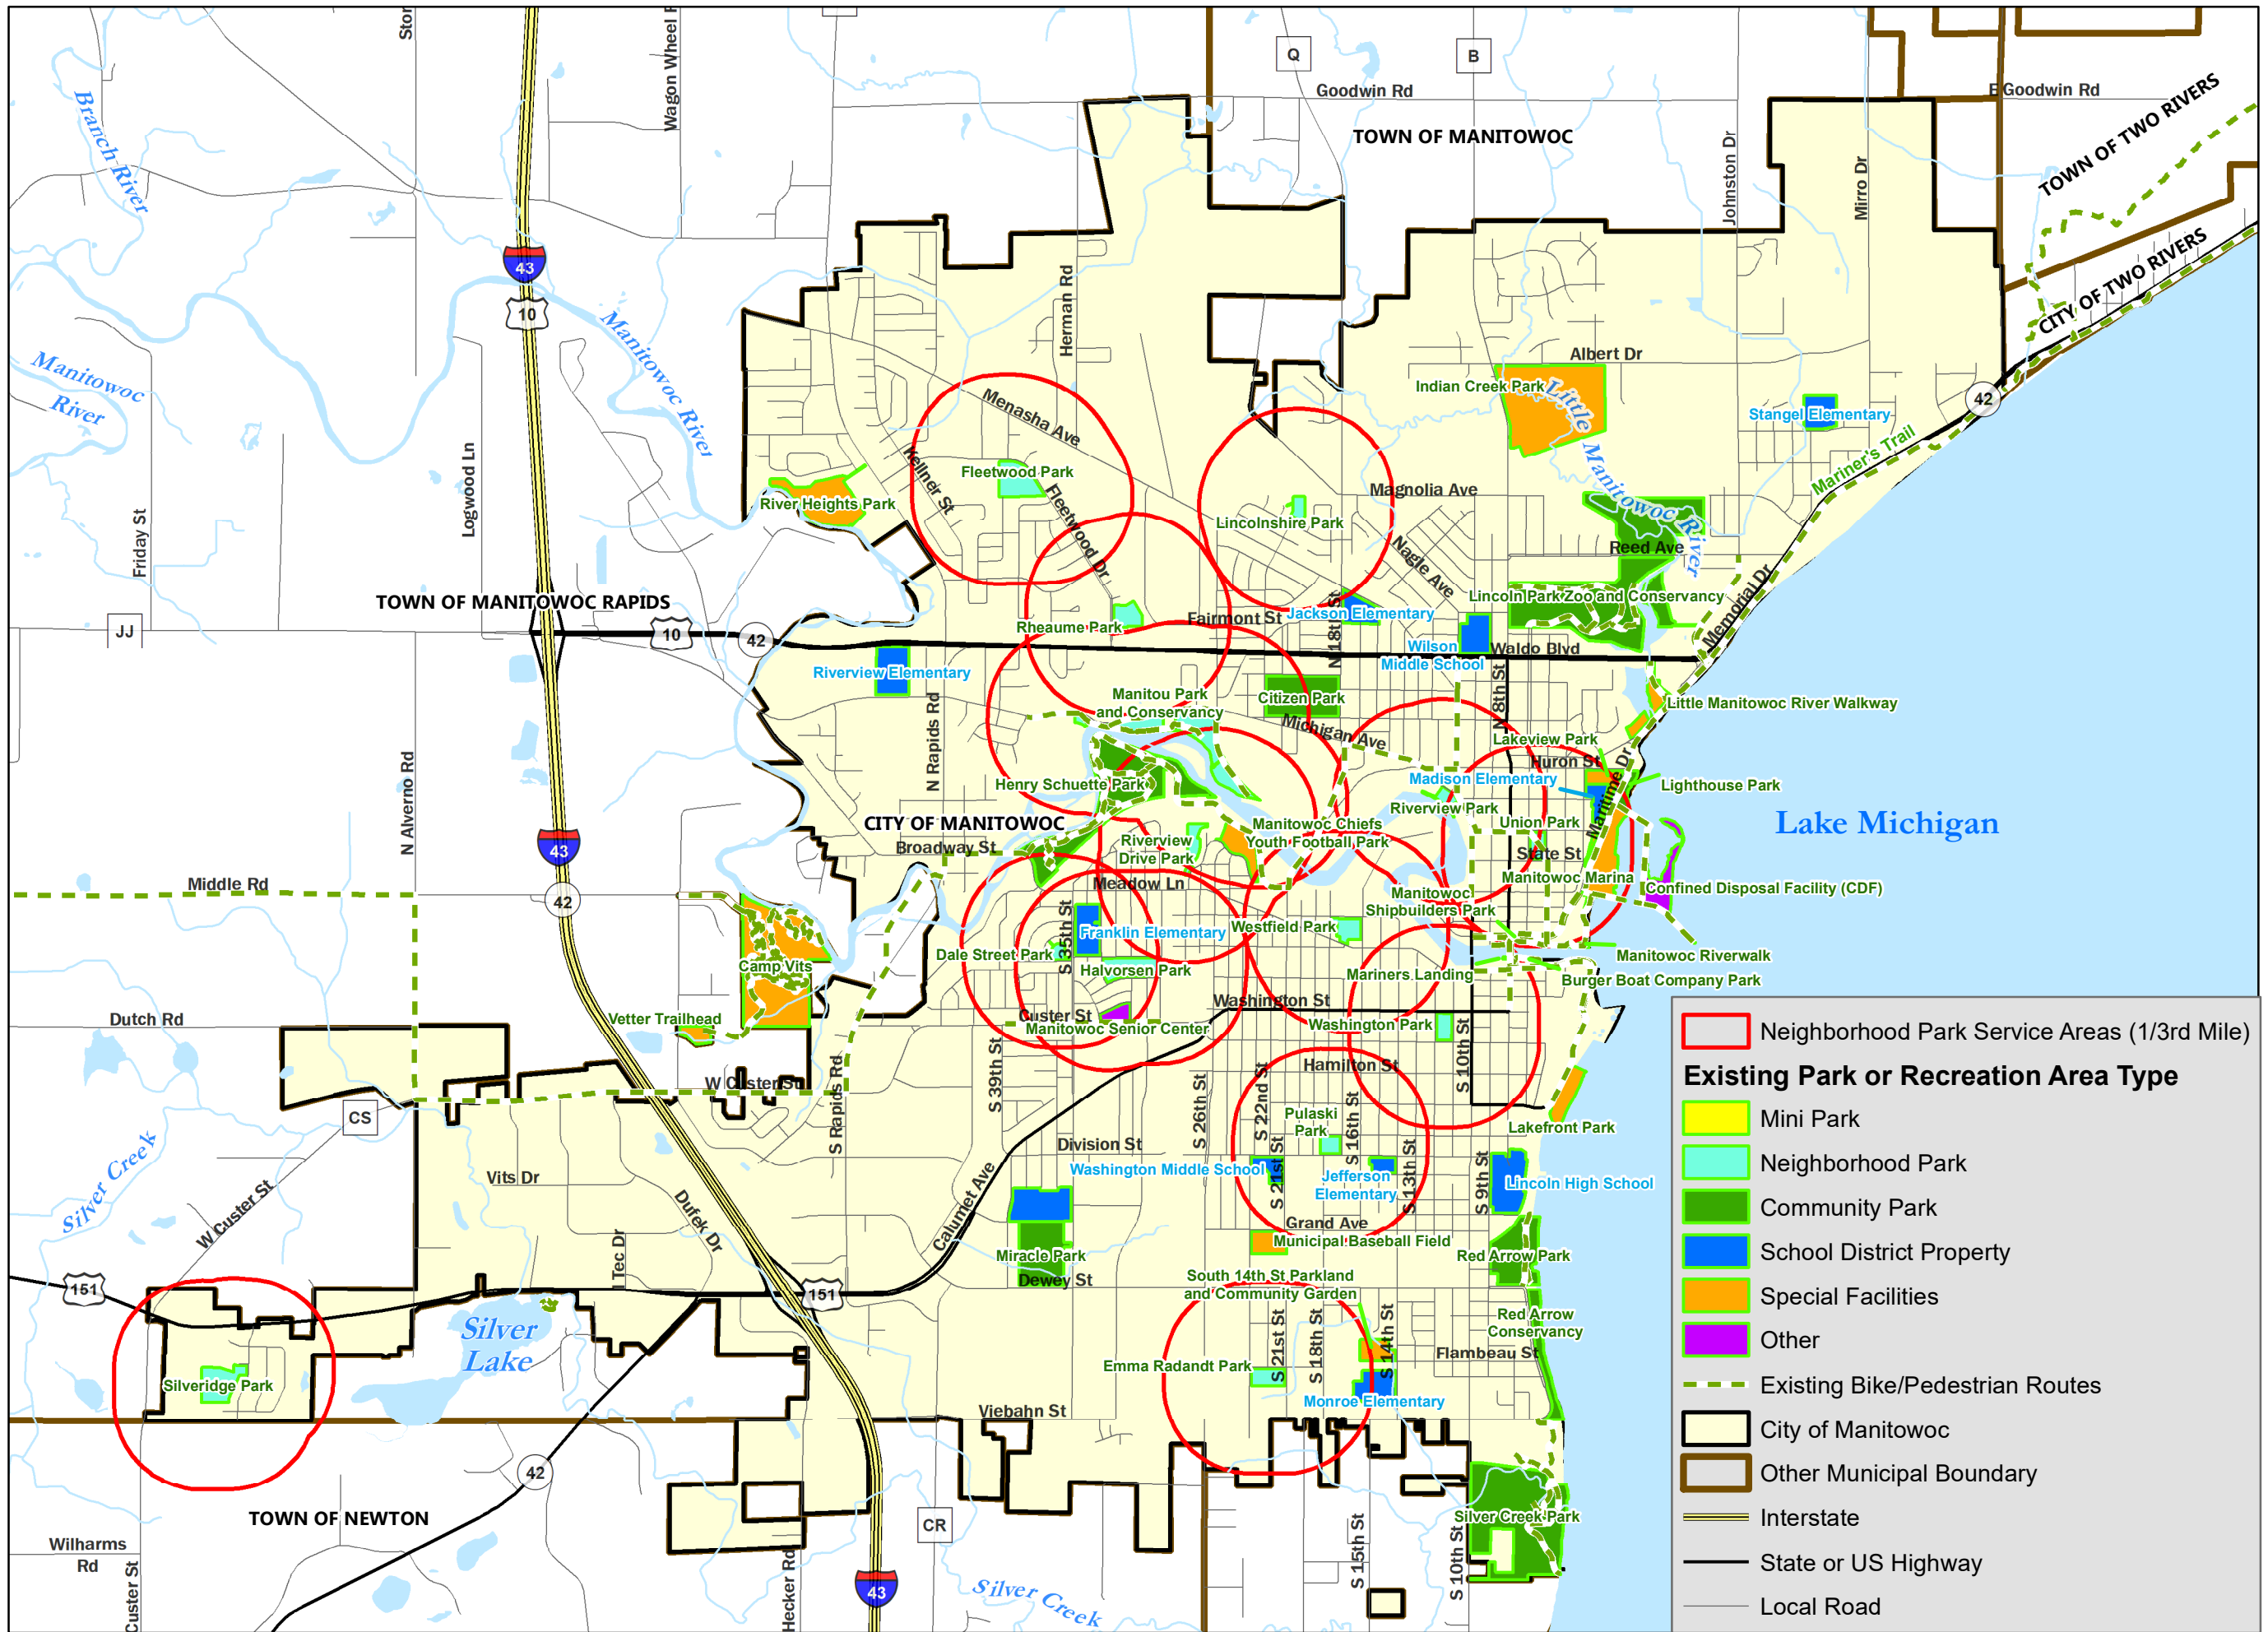 Q
B
Goodwin Rd
E Goodwin Rd
Wagon Wheel R
Stor
TOWN OF MANITOWOC
TOWN OF TWO RIVERS
CITY OF TWO RIVERS
Branch River
Johnston Dr
Mirro Dr
43
10
Herman Rd
Manitowoc River
Manitowoc
River
Albert Dr
Indian Creek Park
Little Manitowoc River
Stangel Elementary
42
Mariner's Trail
Menasha Ave
Kellner St
Fleetwood Park
Fleetwood Dr
River Heights Park
Lincolnshire Park
Magnolia Ave
Nagle Ave
Reed Ave
Logwood Ln
Friday St
TOWN OF MANITOWOC RAPIDS
JJ
10
42
Rheaume Park
Fairmont St
N 18th St
Jackson Elementary
Lincoln Park Zoo and Conservancy
Memorial Dr
Wilson
Middle School
Waldo Blvd
Riverview Elementary
N Rapids Rd
Manitou Park
and Conservancy
Citizen Park
Michigan Ave
N 8th St
Little Manitowoc River Walkway
Lakeview Park
Huron St
Maritime Dr
Madison Elementary
Lighthouse Park
Henry Schuette Park
Riverview Park
Union Park
Lake Michigan
N Alverno Rd
43
CITY OF MANITOWOC
Broadway St
Riverview
Drive Park
Manitowoc Chiefs
Youth Football Park
State St
Middle Rd
42
Meadow Ln
Manitowoc Marina
Confined Disposal Facility (CDF)
Manitowoc
Shipbuilders Park
S 35th St
Franklin Elementary
Westfield Park
Dale Street Park
Halvorsen Park
Camp Vits
Mariners Landing
Manitowoc Riverwalk
Burger Boat Company Park
Vetter Trailhead
Dutch Rd
Custer St
Manitowoc Senior Center
Washington St
Washington Park
S 10th St
S 39th St
Hamilton St
W Custer St
S Rapids Rd
S 26th St
S 22nd St
CS
Pulaski
Park
S 16th St
Lakefront Park
Division St
Silver Creek
W Custer St
Vits Dr
Dufek Dr
Washington Middle School
S 21st St
Jefferson
Elementary
S 13th St
S 9th St
Lincoln High School
Calumet Ave
I Tec Dr
Grand Ave
Municipal Baseball Field
Miracle Park
Dewey St
Red Arrow Park
151
151
South 14th St Parkland
and Community Garden
Red Arrow
Conservancy
Silver
Lake
Silveridge Park
Emma Radandt Park
S 21st St
S 18th St
S 14th St
Flambeau St
Monroe Elementary
Viebahn St
42
TOWN OF NEWTON
CR
Silver Creek Park
Wilharms
Rd
Custer St
Hecker Rd
43
Silver Creek
S 15th St
S 10th St
Neighborhood Park Service Areas (1/3rd Mile)
Existing Park or Recreation Area Type
Mini Park
Neighborhood Park
Community Park
School District Property
Special Facilities
Other
Existing Bike/Pedestrian Routes
City of Manitowoc
Other Municipal Boundary
Interstate
State or US Highway
Local Road